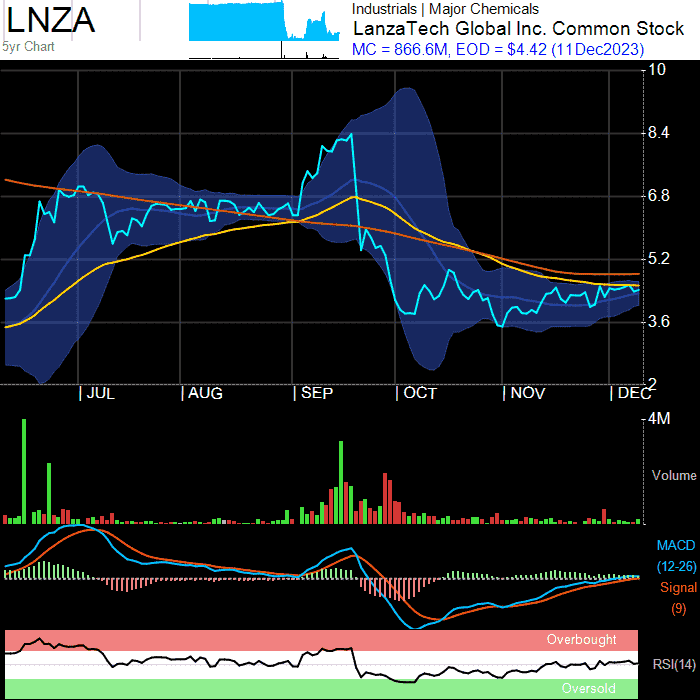 LNZA
5yr Chart
Industrials | Major Chemicals
LanzaTech Global Inc. Common Stock
MC = 866.6M, EOD = $4.42 (11Dec2023)
10
8.4
6.8
5.2
3.6
2
| JUL | AUG | SEP | OCT | NOV | DEC
4M
Volume
MACD
(12-26)
Signal
(9)
Overbought
RSI(14)
Oversold